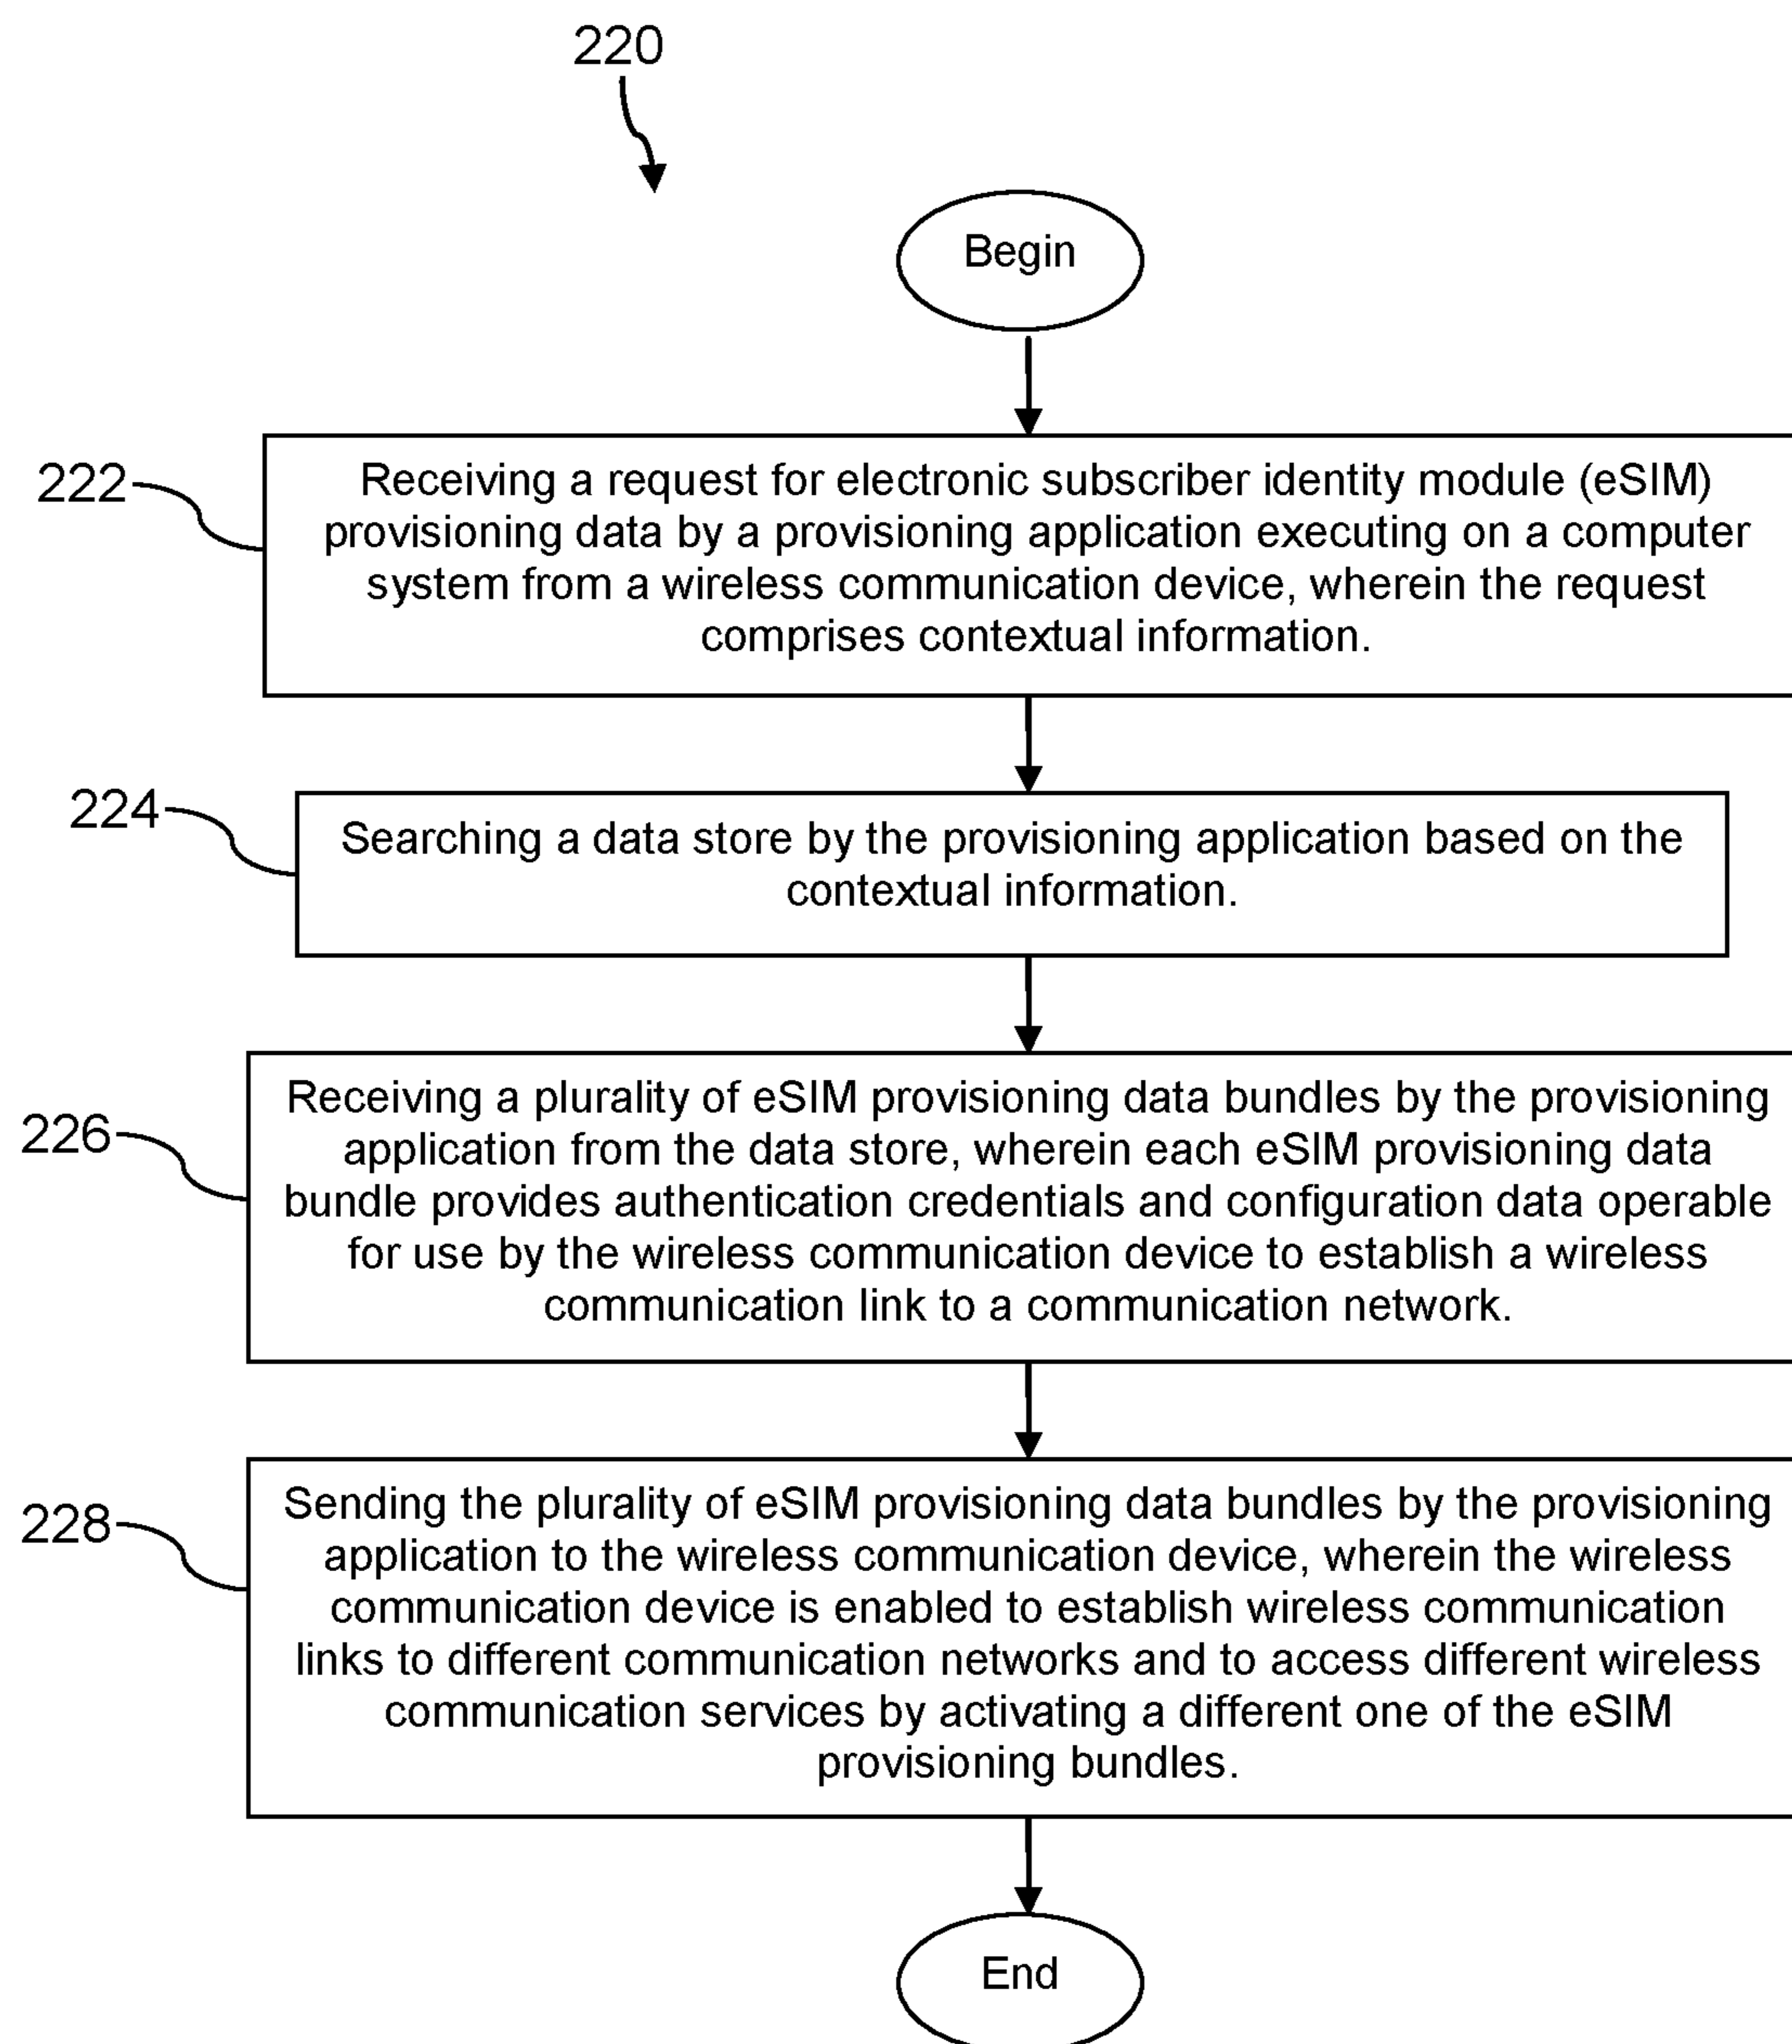 220
Begin
222
Receiving a request for electronic subscriber identity module (eSIM)
provisioning data by a provisioning application executing on a computer
system from a wireless communication device, wherein the request
comprises contextual information.
224
Searching a data store by the provisioning application based on the
contextual information.
226
Receiving a plurality of eSIM provisioning data bundles by the provisioning
application from the data store, wherein each eSIM provisioning data
bundle provides authentication credentials and configuration data operable
for use by the wireless communication device to establish a wireless
communication link to a communication network.
228
Sending the plurality of eSIM provisioning data bundles by the provisioning
application to the wireless communication device, wherein the wireless
communication device is enabled to establish wireless communication
links to different communication networks and to access different wireless
communication services by activating a different one of the eSIM
provisioning bundles.
End